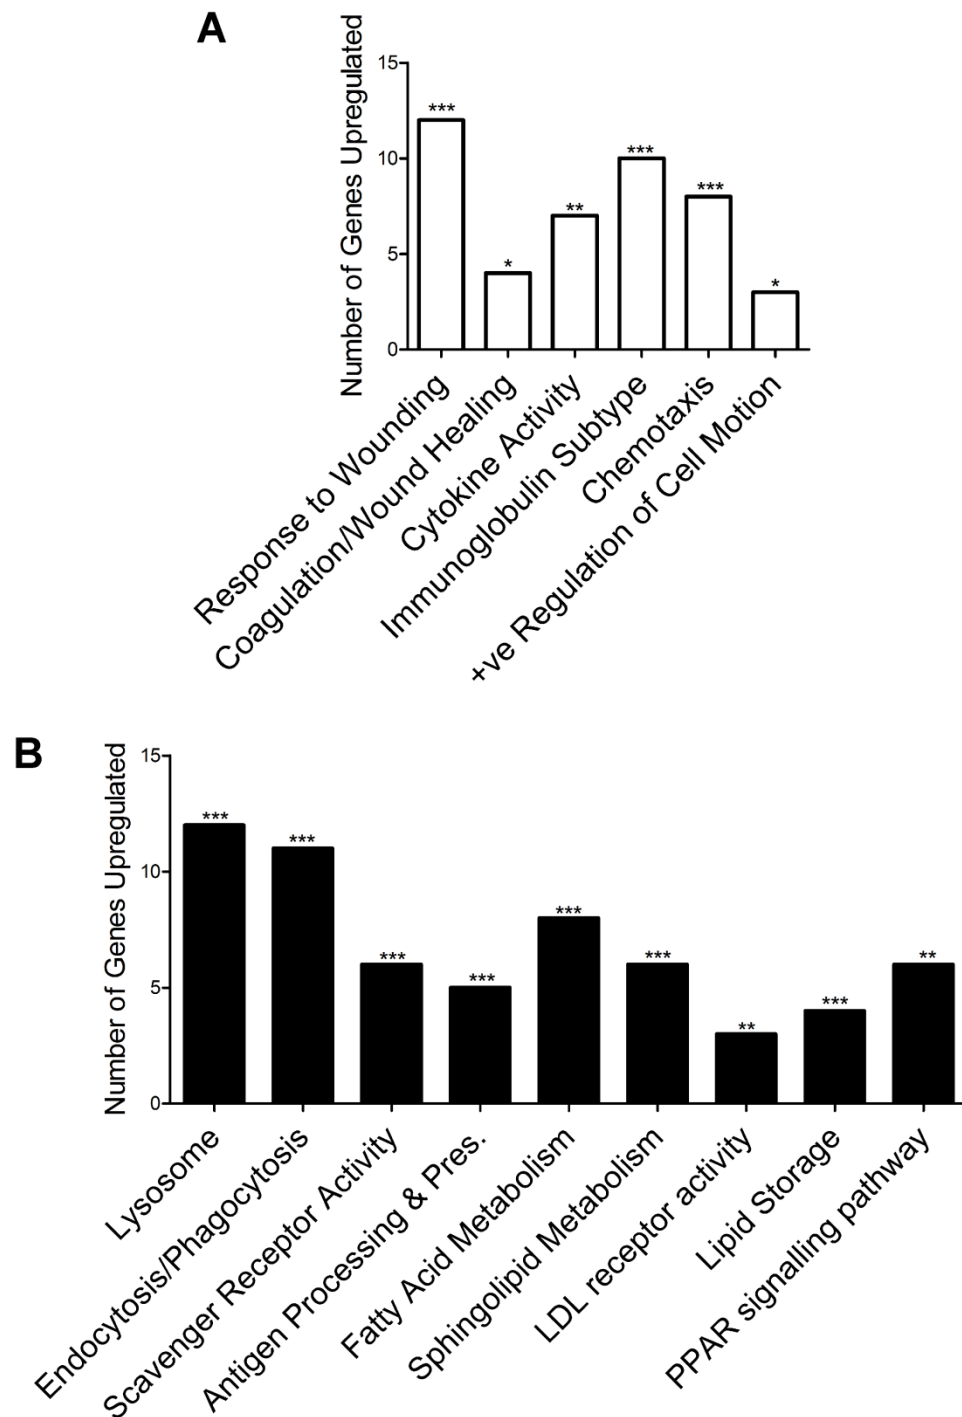 A
Number of Genes Upregulated
15
10
5
0
***
*
**
***
***
*
Response to Wounding
Coagulation/Wound Healing
Cytokine Activity
Immunoglobulin Subtype
Chemotaxis
+ve Regulation of Cell Motion
B
Number of Genes Upregulated
15
10
5
0
***
***
***
***
***
***
**
***
**
Lysosome
Endocytosis/Phagocytosis
Scavenger Receptor Activity
Antigen Processing & Pres.
Fatty Acid Metabolism
Sphingolipid Metabolism
LDL receptor activity
Lipid Storage
PPAR signalling pathway